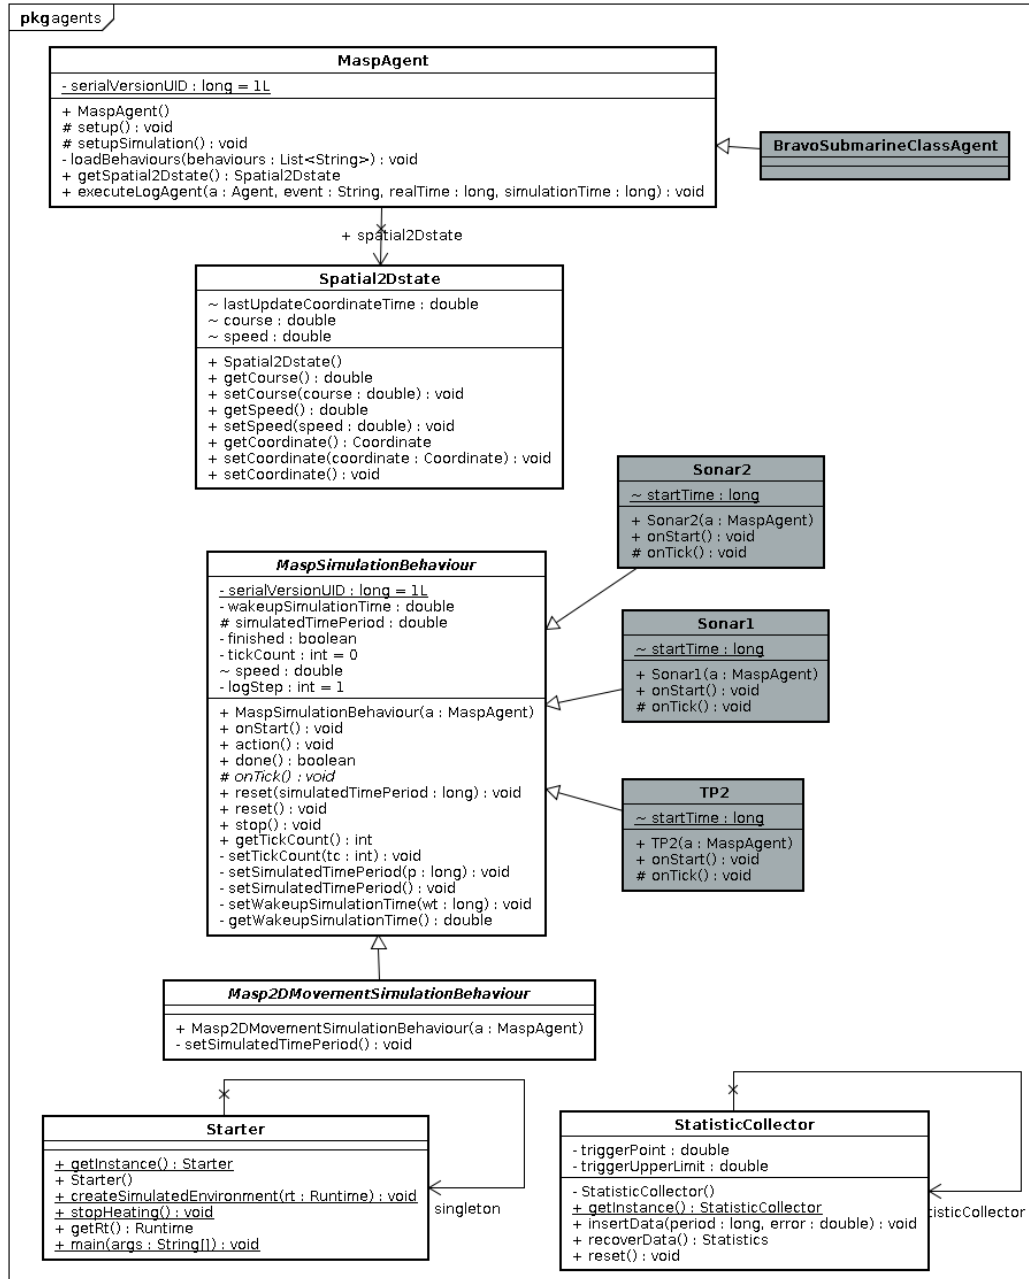 pkg agents
MaspAgent
- serialVersionUID : long = 1L
+ MaspAgent()
# setup() : void
# setupSimulation() : void
- loadBehaviours(behaviours : List<String>) : void
+ getSpatial2Dstate() : Spatial2Dstate
+ executeLogAgent(a : Agent, event : String, realTime : long, simulationTime : long) : void
BravoSubmarineClassAgent
+ spatial2Dstate
Spatial2Dstate
~ lastUpdateCoordinateTime : double
~ course : double
~ speed : double
+ Spatial2Dstate()
+ getCourse() : double
+ setCourse(course : double) : void
+ getSpeed() : double
+ setSpeed(speed : double) : void
+ getCoordinate() : Coordinate
+ setCoordinate(coordinate : Coordinate) : void
+ setCoordinate() : void
Sonar2
~ startTime : long
+ Sonar2(a : MaspAgent)
+ onStart() : void
# onTick() : void
MaspSimulationBehaviour
- serialVersionUID : long = 1L
- wakeupSimulationTime : double
# simulatedTimePeriod : double
- finished : boolean
- tickCount : int = 0
~ speed : double
- logStep : int = 1
+ MaspSimulationBehaviour(a : MaspAgent)
+ onStart() : void
+ action() : void
+ done() : boolean
# onTick() : void
+ reset(simulatedTimePeriod : long) : void
+ reset() : void
+ stop() : void
+ getTickCount() : int
- setTickCount(tc : int) : void
- setSimulatedTimePeriod(p : long) : void
- setSimulatedTimePeriod() : void
- setWakeupSimulationTime(wt : long) : void
- getWakeupSimulationTime() : double
Sonar1
~ startTime : long
+ Sonar1(a : MaspAgent)
+ onStart() : void
# onTick() : void
TP2
~ startTime : long
+ TP2(a : MaspAgent)
+ onStart() : void
# onTick() : void
Masp2DMovementSimulationBehaviour
+ Masp2DMovementSimulationBehaviour(a : MaspAgent)
- setSimulatedTimePeriod() : void
Starter
+ getInstance() : Starter
+ Starter()
+ createSimulatedEnvironment(rt : Runtime) : void
+ stopHeating() : void
+ getRt() : Runtime
+ main(args : String[]) : void
singleton
StatisticCollector
- triggerPoint : double
- triggerUpperLimit : double
- StatisticCollector()
+ getInstance() : StatisticCollector
+ insertData(period : long, error : double) : void
+ recoverData() : Statistics
+ reset() : void
tisticCollector